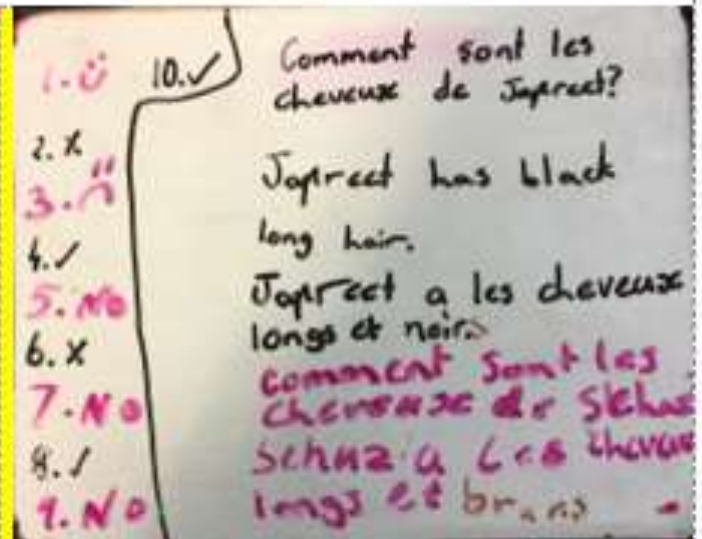 1. ü
2. x
3.
4. ✓
5. No
6. x
7. No
8. ✓
9. No
10. ✓
Comment sont les
cheveux de Japreet?
Japreet has black
long hair.
Japreet a les cheveux
longs et noirs
comment sont les
cheveux de
a les cheveux
longs et bruns